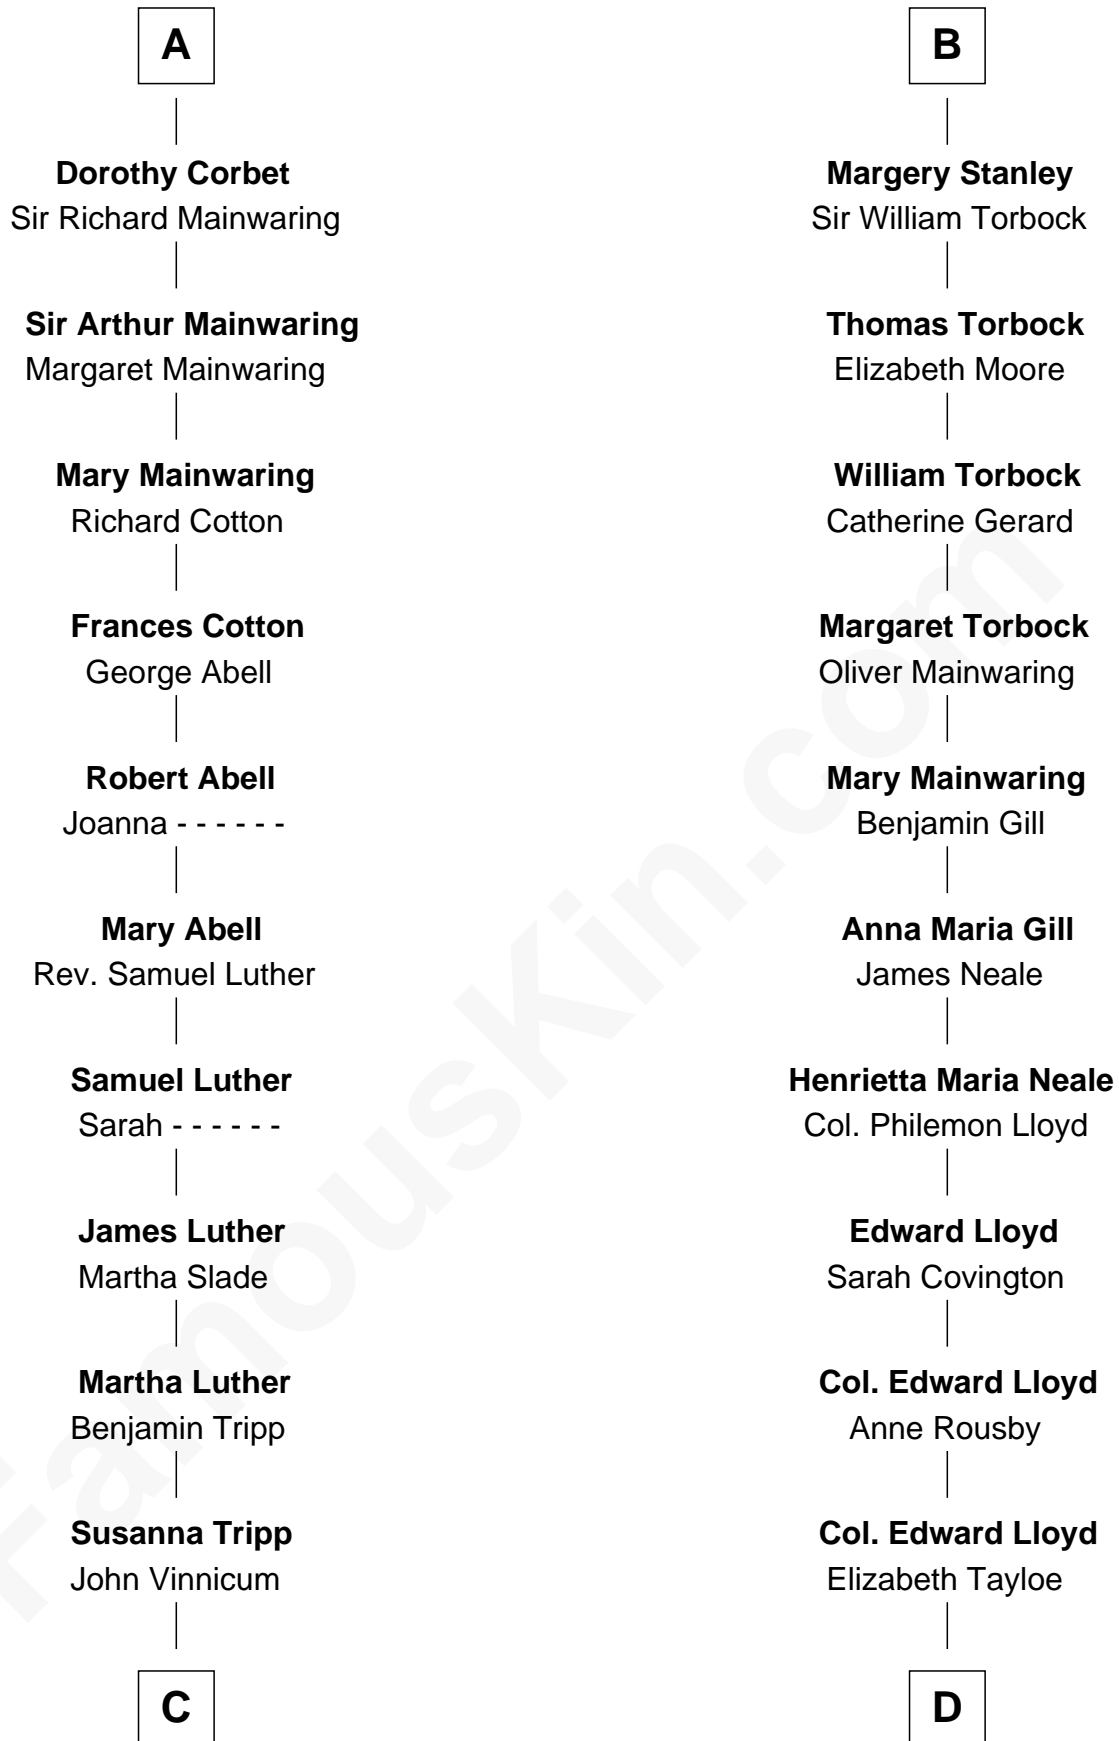 A
Dorothy Corbet
Sir Richard Mainwaring
Sir Arthur Mainwaring
Margaret Mainwaring
Mary Mainwaring
Richard Cotton
Frances Cotton
George Abell
Robert Abell
Joanna - - - - - -
Mary Abell
Rev. Samuel Luther
Samuel Luther
Sarah - - - - - -
James Luther
Martha Slade
Martha Luther
Benjamin Tripp
Susanna Tripp
John Vinnicum
C
B
Margery Stanley
Sir William Torbock
Thomas Torbock
Elizabeth Moore
William Torbock
Catherine Gerard
Margaret Torbock
Oliver Mainwaring
Mary Mainwaring
Benjamin Gill
Anna Maria Gill
James Neale
Henrietta Maria Neale
Col. Philemon Lloyd
Edward Lloyd
Sarah Covington
Col. Edward Lloyd
Anne Rousby
Col. Edward Lloyd
Elizabeth Tayloe
D
FamousKin.com